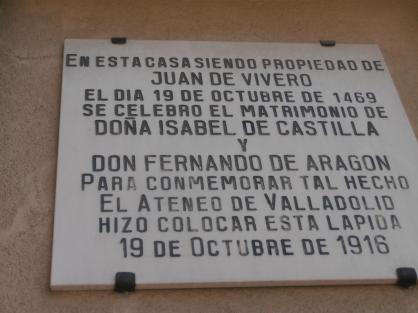 EN ESTA CASA SIENDO PROPIEDAD DE
JUAN DE VIVERO
EL DIA 19 DE OCTUBRE DE 1469
SE CELEBRO EL MATRIMONIO DE
DOÑA ISABEL DE CASTILLA
Y
DON FERNANDO DE ARAGON
PARA CONMEMORAR TAL HECHO
EL ATENEO DE VALLADOLID
HIZO COLOCAR ESTA LAPIDA
19 DE OCTUBRE DE 1916